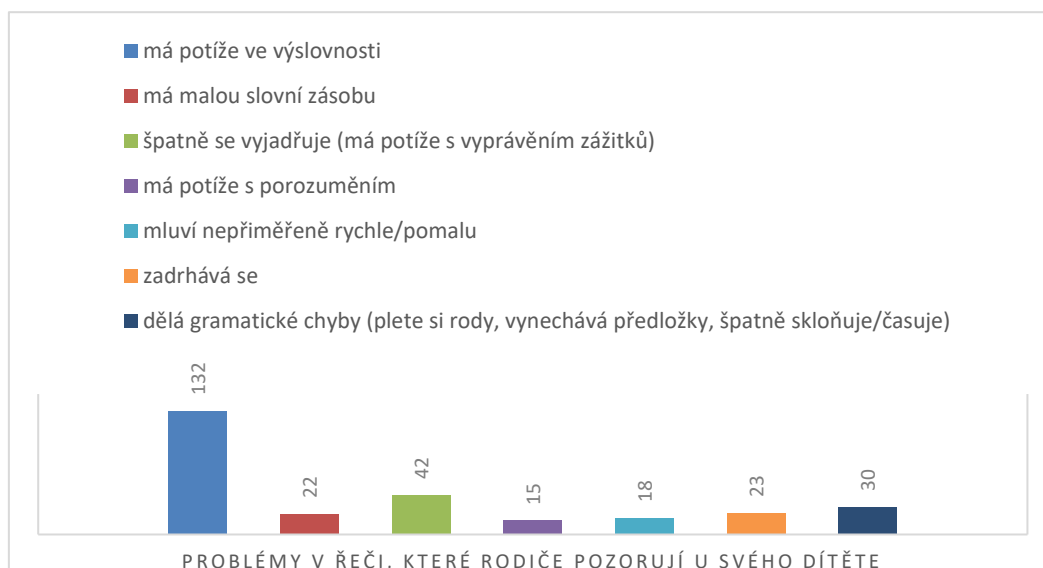 má potíže ve výslovnosti
má malou slovní zásobu
špatně se vyjadřuje (má potíže s vyprávěním zážitků)
má potíže s porozuměním
mluví nepřiměřeně rychle/pomalu
zadrhává se
dělá gramatické chyby (plete si rody, vynechává předložky, špatně skloňuje/časuje)
132
22
42
15
18
23
30
PROBLÉMY V ŘEČI, KTERÉ RODIČE POZORUJÍ U SVÉHO DÍTĚTE